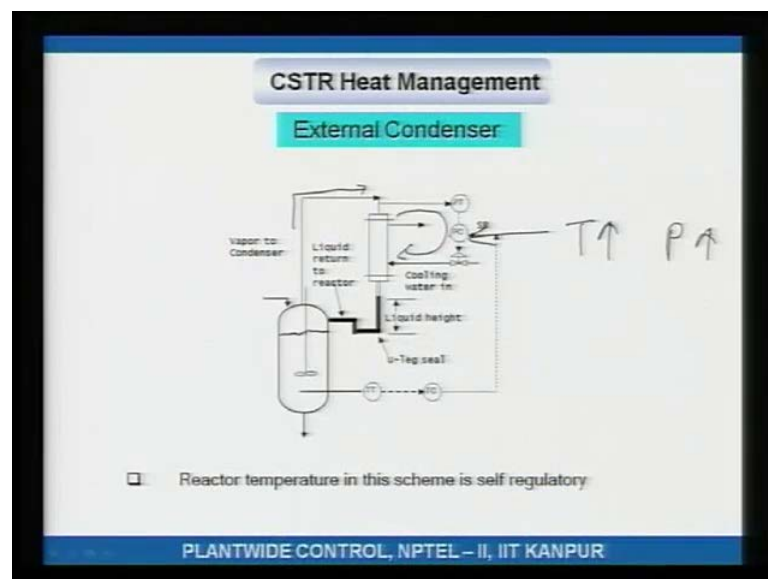 CSTR Heat Management
External Condenser
PT
SP
PC
T↑ P↑
Vapor to
Condenser
Liquid
return
to
reactor
Cooling
water in
Liquid height
u-leg seal
TT
TC
Reactor temperature in this scheme is self regulatory
PLANTWIDE CONTROL, NPTEL – II, IIT KANPUR